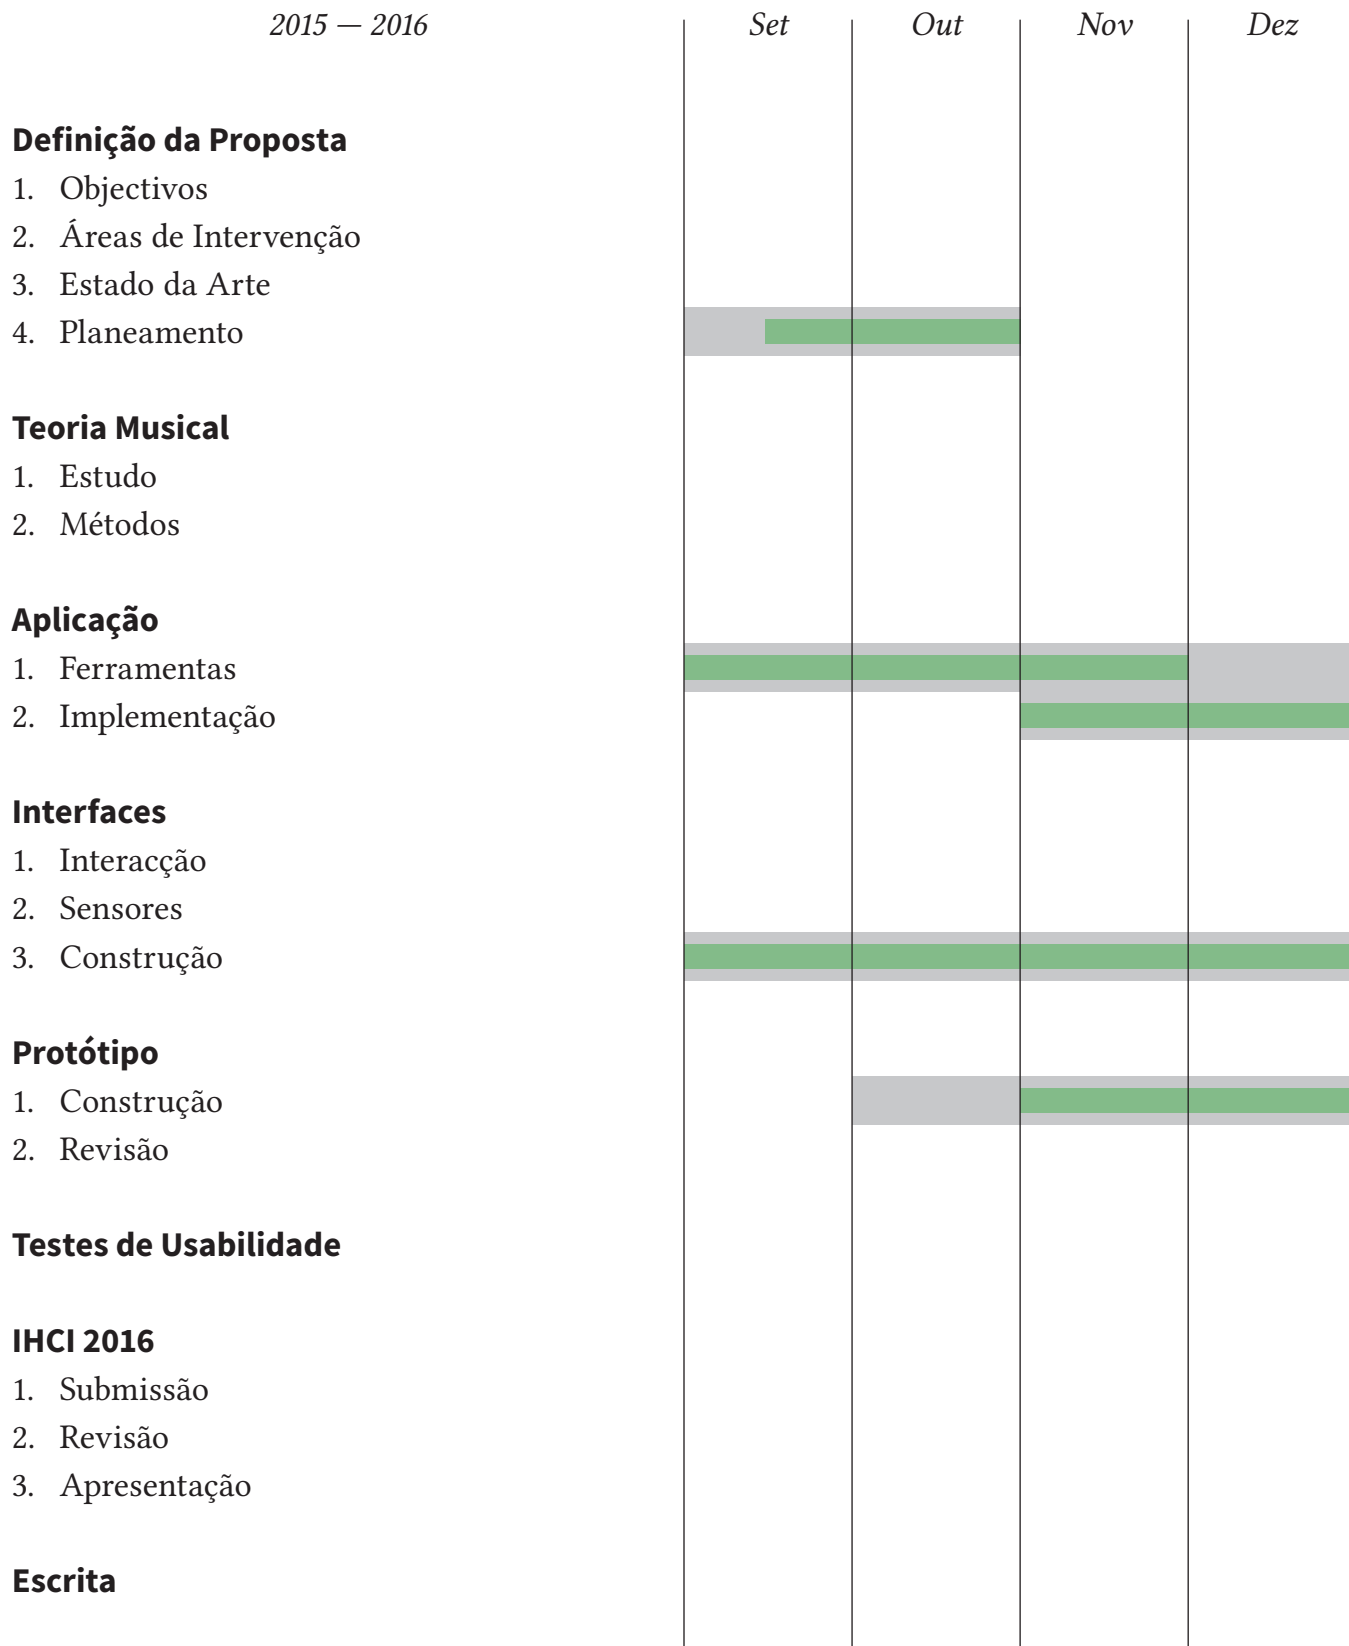 2015 — 2016 Set Out Nov Dez
Definição da Proposta
1. Objectivos
2. Áreas de Intervenção
3. Estado da Arte
4. Planeamento
Teoria Musical
1. Estudo
2. Métodos
Aplicação
1. Ferramentas
2. Implementação
Interfaces
1. Interacção
2. Sensores
3. Construção
Protótipo
1. Construção
2. Revisão
Testes de Usabilidade
IHCI 2016
1. Submissão
2. Revisão
3. Apresentação
Escrita